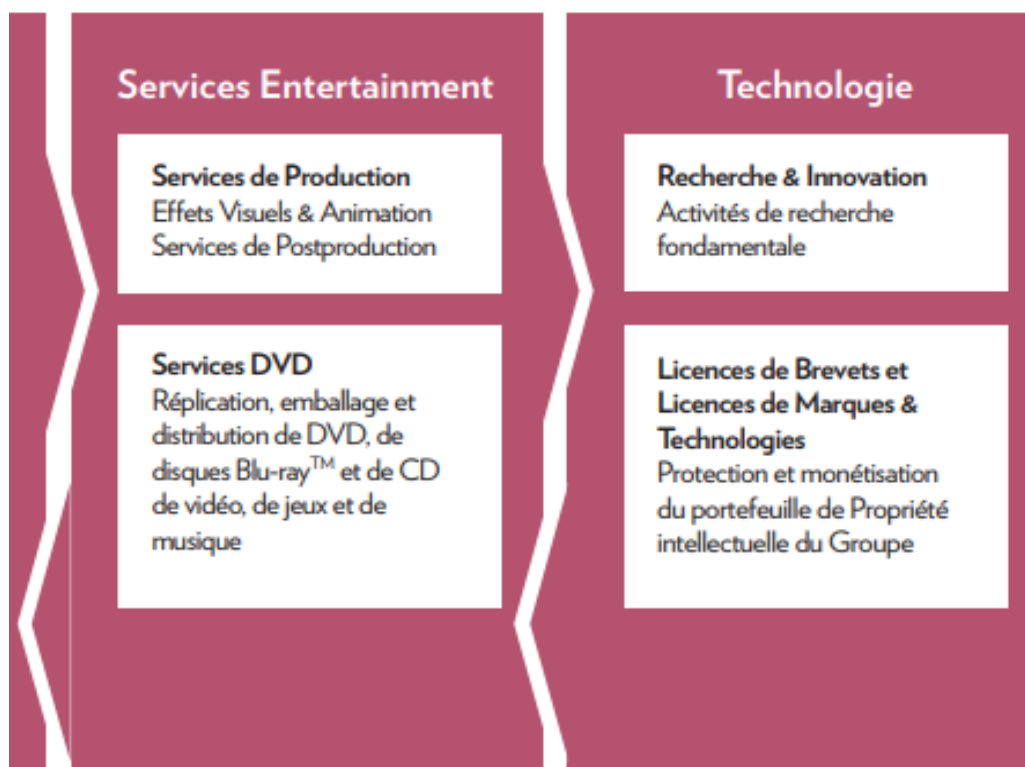 Services Entertainment
Services de Production
Effets Visuels & Animation
Services de Postproduction
Services DVD
Réplication, emballage et
distribution de DVD, de
disques Blu-ray™ et de CD
de vidéo, de jeux et de
musique
Technologie
Recherche & Innovation
Activités de recherche
fondamentale
Licences de Brevets et
Licences de Marques &
Technologies
Protection et monétisation
du portefeuille de Propriété
intellectuelle du Groupe